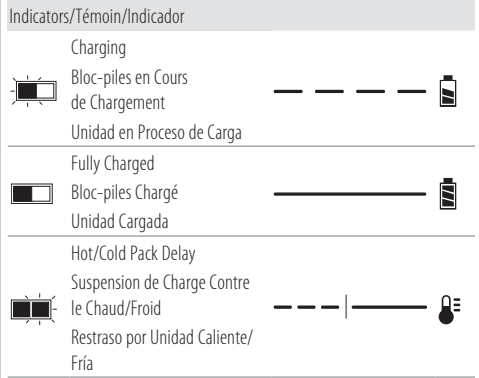 Indicators/Témoin/Indicador
Charging
Bloc-piles en Cours
de Chargement
Unidad en Proceso de Carga
Fully Charged
Bloc-piles Chargé
Unidad Cargada
Hot/Cold Pack Delay
Suspension de Charge Contre
le Chaud/Froid
Restraso por Unidad Caliente/
Fría